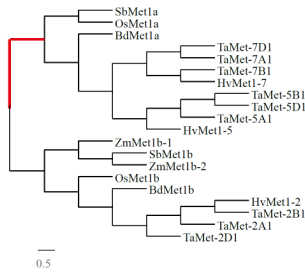 SbMet1a
OsMet1a
BdMet1a
TaMet-7D1
TaMet-7A1
TaMet-7B1
HvMet1-7
TaMet-5B1
TaMet-5D1
TaMet-5A1
HvMet1-5
ZmMet1b-1
SbMet1b
ZmMet1b-2
OsMet1b
BdMet1b
HvMet1-2
TaMet-2B1
TaMet-2A1
TaMet-2D1
0.5